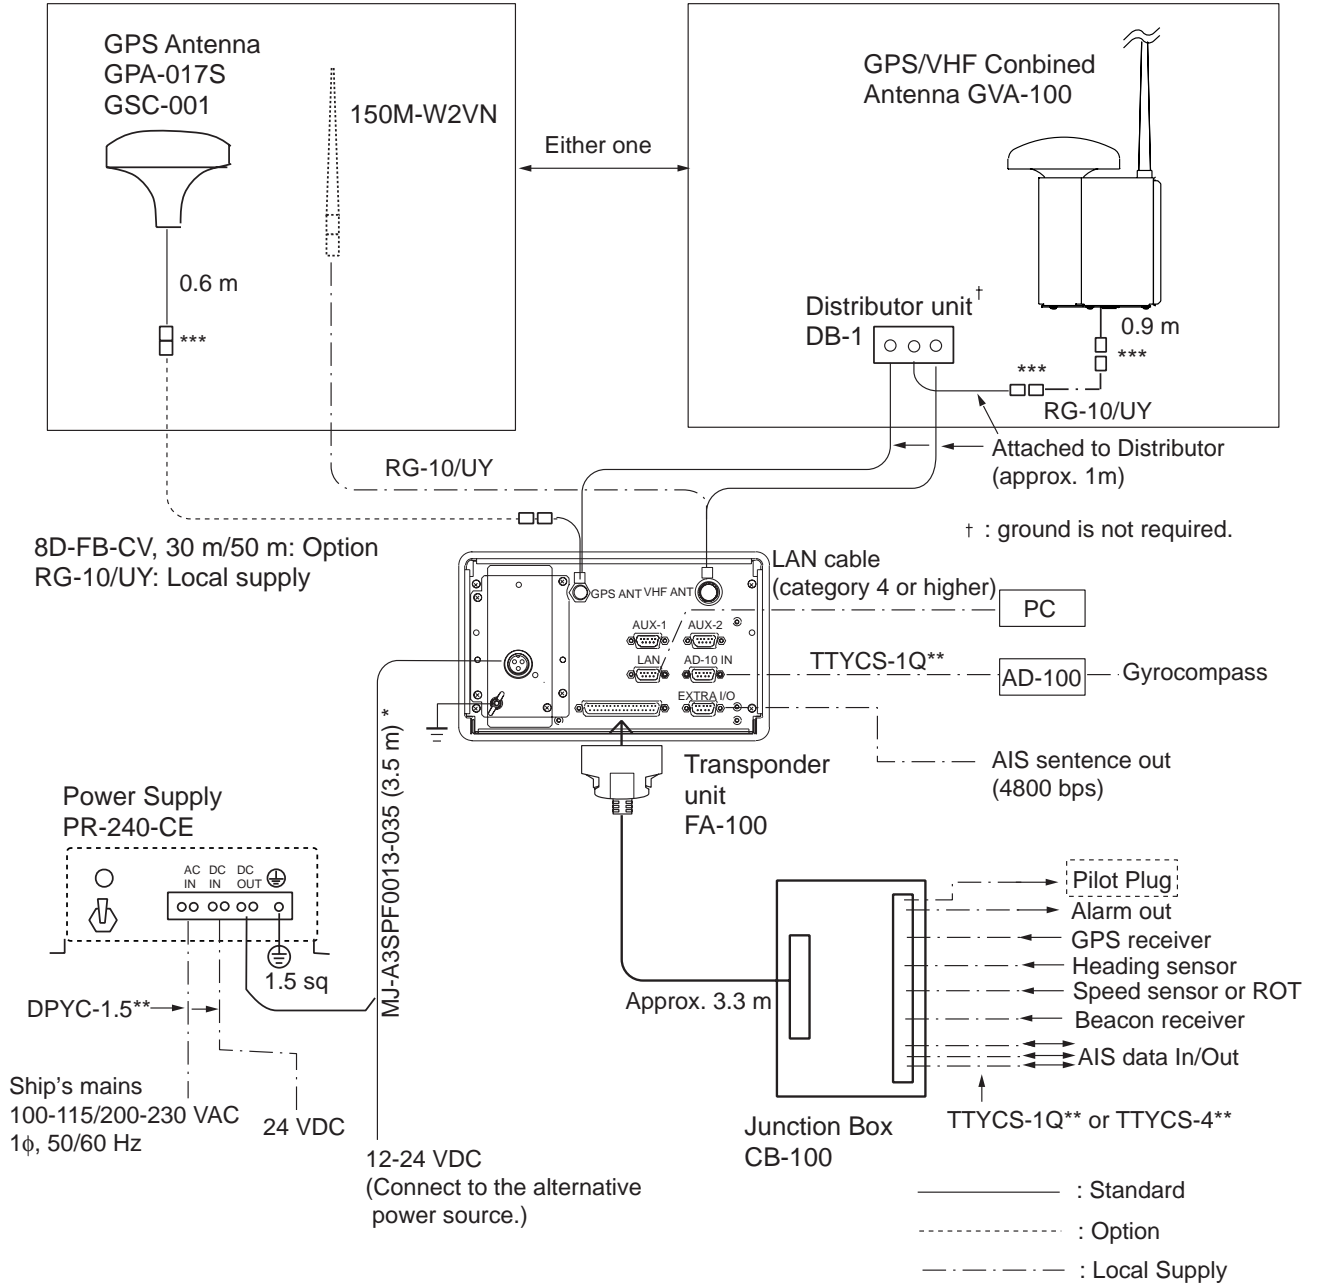 GPS Antenna
GPA-017S
GSC-001
150M-W2VN
0.6 m
***
Either one
GPS/VHF Conbined
Antenna GVA-100
Distributor unit†
DB-1
0.9 m
***
***
RG-10/UY
Attached to Distributor
(approx. 1m)
† : ground is not required.
RG-10/UY
8D-FB-CV, 30 m/50 m: Option
RG-10/UY: Local supply
LAN cable
(category 4 or higher)
PC
GPS ANT
VHF ANT
AUX-1
AUX-2
LAN
AD-10 IN
EXTRA I/O
TTYCS-1Q**
AD-100
Gyrocompass
AIS sentence out
(4800 bps)
Transponder
unit
FA-100
MJ-A3SPF0013-035 (3.5 m) *
Power Supply
PR-240-CE
AC
IN
DC
IN
DC
OUT
1.5 sq
DPYC-1.5**
Ship's mains
100-115/200-230 VAC
1ϕ, 50/60 Hz
24 VDC
12-24 VDC
(Connect to the alternative
power source.)
Approx. 3.3 m
Pilot Plug
Alarm out
GPS receiver
Heading sensor
Speed sensor or ROT
Beacon receiver
AIS data In/Out
TTYCS-1Q** or TTYCS-4**
Junction Box
CB-100
: Standard
: Option
: Local Supply